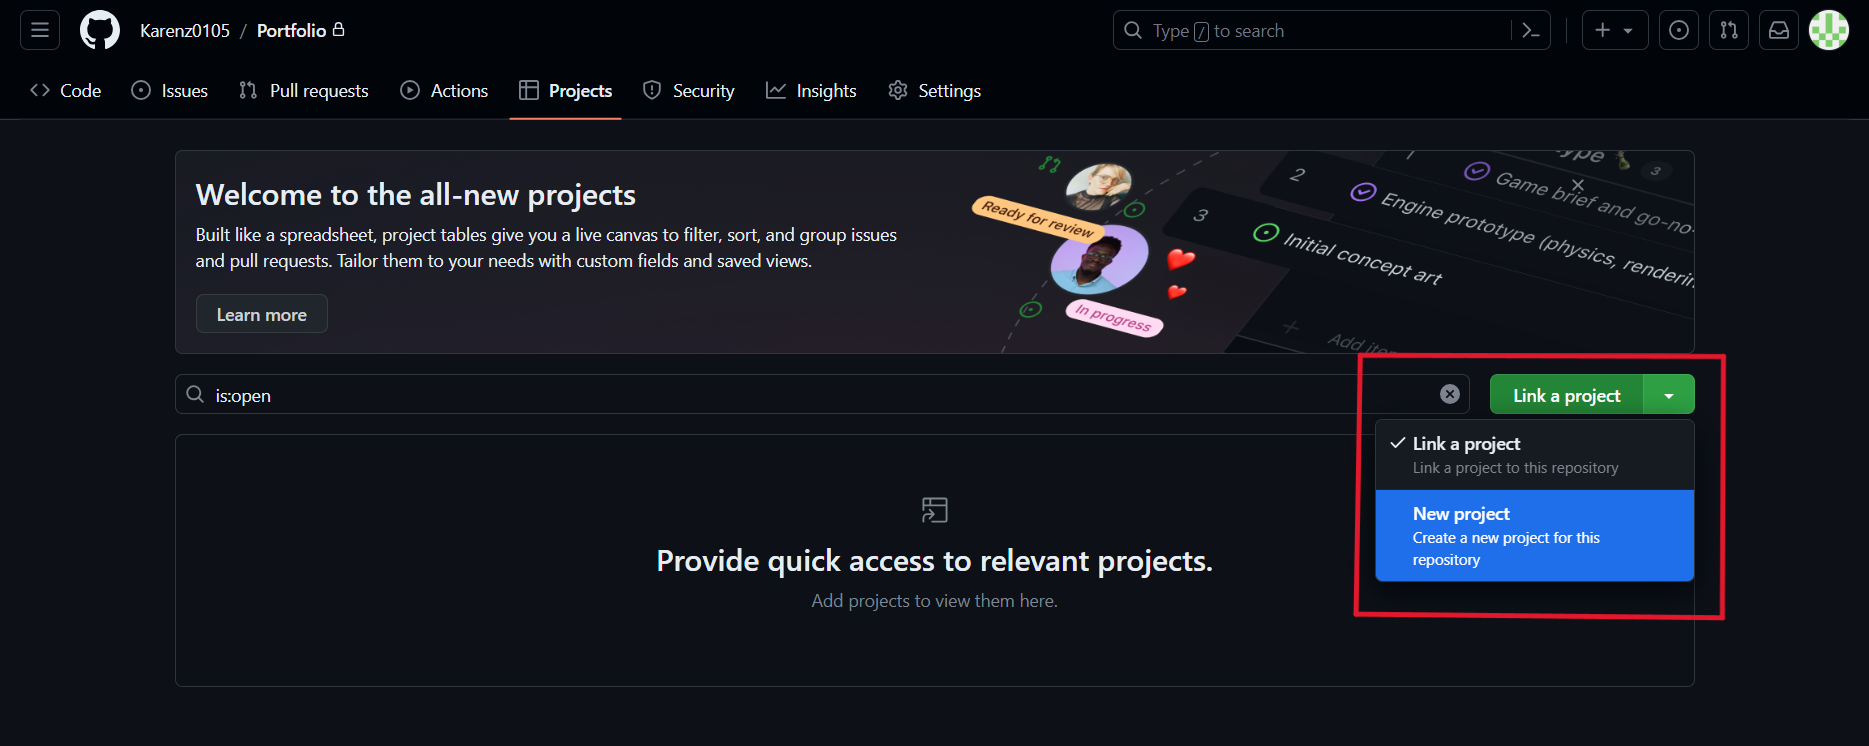 Karenz0105 / Portfolio
Type / to search
Code
Issues
Pull requests
Actions
Projects
Security
Insights
Settings
Welcome to the all-new projects
Built like a spreadsheet, project tables give you a live canvas to filter, sort, and group issues
and pull requests. Tailor them to your needs with custom fields and saved views.
Learn more
Ready for review
In progress
1
3
2
Game brief and go-no-
Engine prototype (physics, renderin
3
Initial concept art
+ Add item
is:open
Link a project
Link a project
Link a project to this repository
New project
Create a new project for this
repository
Provide quick access to relevant projects.
Add projects to view them here.